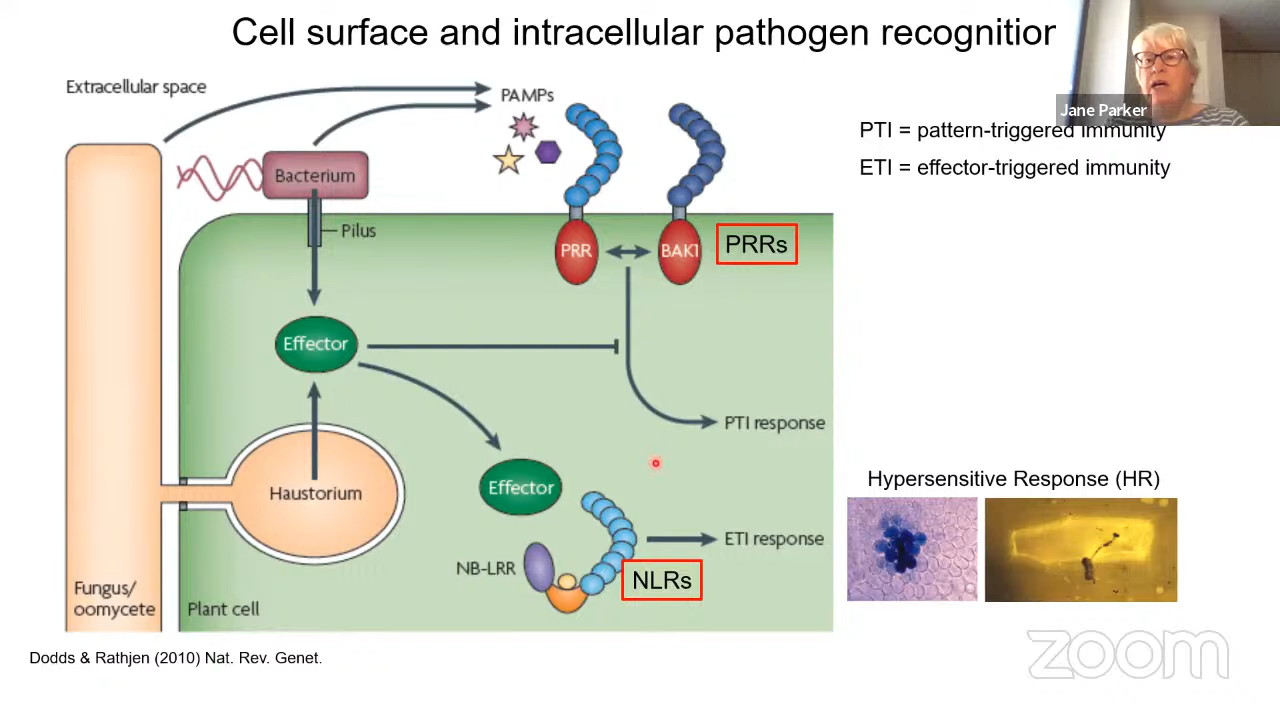 Cell surface and intracellular pathogen recognition
Jane Parker
Extracellular space
PAMPs
PTI = pattern-triggered immunity
ETI = effector-triggered immunity
Bacterium
Pilus
PRR
BAK1
PRRs
Effector
PTI response
Haustorium
Effector
Hypersensitive Response (HR)
ETI response
NB-LRR
NLRs
Fungus/
oomycete
Plant cell
Dodds & Rathjen (2010) Nat. Rev. Genet.
zoom